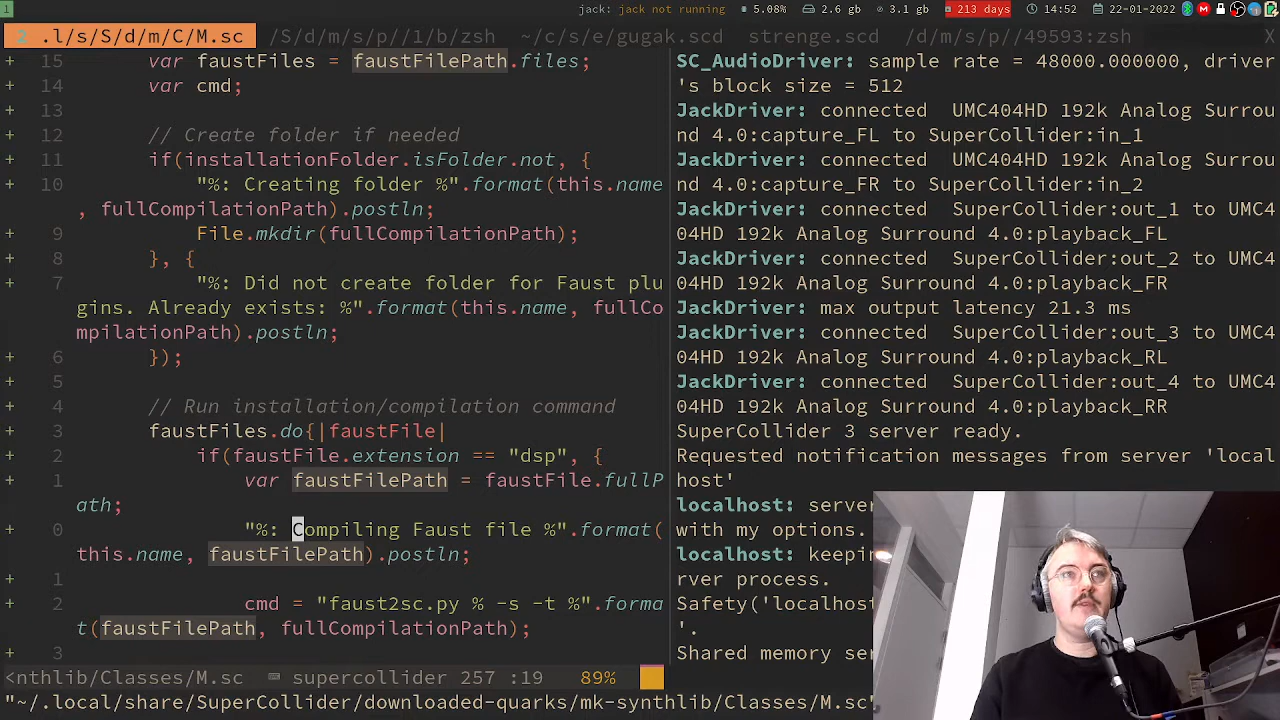 1 jack: jack not running 5.08% 2.6 gb 3.1 gb 213 days 14:52 22-01-2022
2 .l/s/S/d/m/C/M.sc /S/d/m/s/p//1/b/zsh ~/c/s/e/gugak.scd strenge.scd /d/m/s/p//49593:zsh X
+ 15 var faustFiles = faustFilePath.files;
+ 14 var cmd;
+ 13
+ 12 // Create folder if needed
+ 11 if(installationFolder.isFolder.not, {
+ 10 "%: Creating folder %".format(this.name
, fullCompilationPath).postln;
+ 9 File.mkdir(fullCompilationPath);
+ 8 }, {
+ 7 "%: Did not create folder for Faust plu
gins. Already exists: %".format(this.name, fullCo
mpilationPath).postln;
+ 6 });
+ 5
+ 4 // Run installation/compilation command
+ 3 faustFiles.do{|faustFile|
+ 2 if(faustFile.extension == "dsp", {
+ 1 var faustFilePath = faustFile.fullP
ath;
+ 0 "%: Compiling Faust file %".format(
this.name, faustFilePath).postln;
+ 1
+ 2 cmd = "faust2sc.py % -s -t %".forma
t(faustFilePath, fullCompilationPath);
+ 3
<nthlib/Classes/M.sc supercollider 257 :19 89%
"~/.local/share/SuperCollider/downloaded-quarks/mk-synthlib/Classes/M.sc"
SC_AudioDriver: sample rate = 48000.000000, driver
's block size = 512
JackDriver: connected UMC404HD 192k Analog Surrou
nd 4.0:capture_FL to SuperCollider:in_1
JackDriver: connected UMC404HD 192k Analog Surrou
nd 4.0:capture_FR to SuperCollider:in_2
JackDriver: connected SuperCollider:out_1 to UMC4
04HD 192k Analog Surround 4.0:playback_FL
JackDriver: connected SuperCollider:out_2 to UMC4
04HD 192k Analog Surround 4.0:playback_FR
JackDriver: max output latency 21.3 ms
JackDriver: connected SuperCollider:out_3 to UMC4
04HD 192k Analog Surround 4.0:playback_RL
JackDriver: connected SuperCollider:out_4 to UMC4
04HD 192k Analog Surround 4.0:playback_RR
SuperCollider 3 server ready.
Requested notification messages from server 'local
host'
localhost: serv
with my options.
localhost: keepin
rver process.
Safety('localhost
'.
Shared memory se